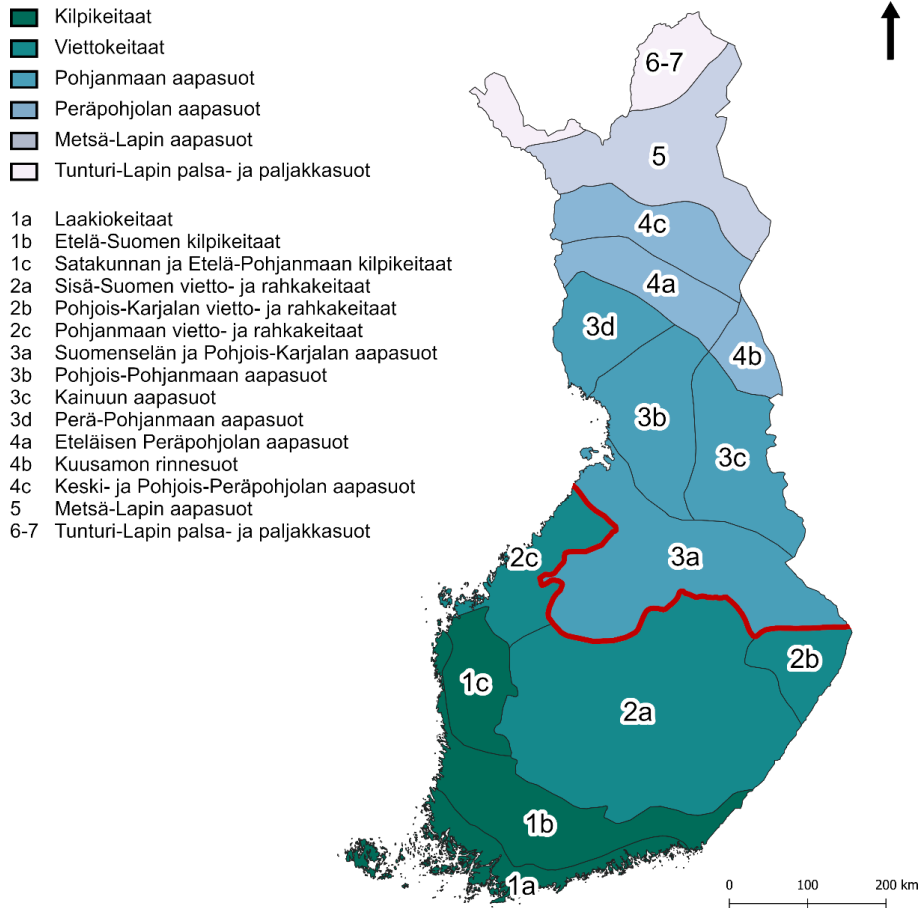 Kilpikeitaat
Viettokeitaat
Pohjanmaan aapasuot
Peräpohjolan aapasuot
Metsä-Lapin aapasuot
Tunturi-Lapin palsa- ja paljakkasuot
1a Laakiokeitaat
1b Etelä-Suomen kilpikeitaat
1c Satakunnan ja Etelä-Pohjanmaan kilpikeitaat
2a Sisä-Suomen vietto- ja rahkakeitaat
2b Pohjois-Karjalan vietto- ja rahkakeitaat
2c Pohjanmaan vietto- ja rahkakeitaat
3a Suomenselän ja Pohjois-Karjalan aapasuot
3b Pohjois-Pohjanmaan aapasuot
3c Kainuun aapasuot
3d Perä-Pohjanmaan aapasuot
4a Eteläisen Peräpohjolan aapasuot
4b Kuusamon rinnesuot
4c Keski- ja Pohjois-Peräpohjolan aapasuot
5 Metsä-Lapin aapasuot
6-7 Tunturi-Lapin palsa- ja paljakkasuot
6-7
5
4c
4a
3d
4b
3b
3c
2c
3a
2b
1c
2a
1b
1a
0 100 200 km